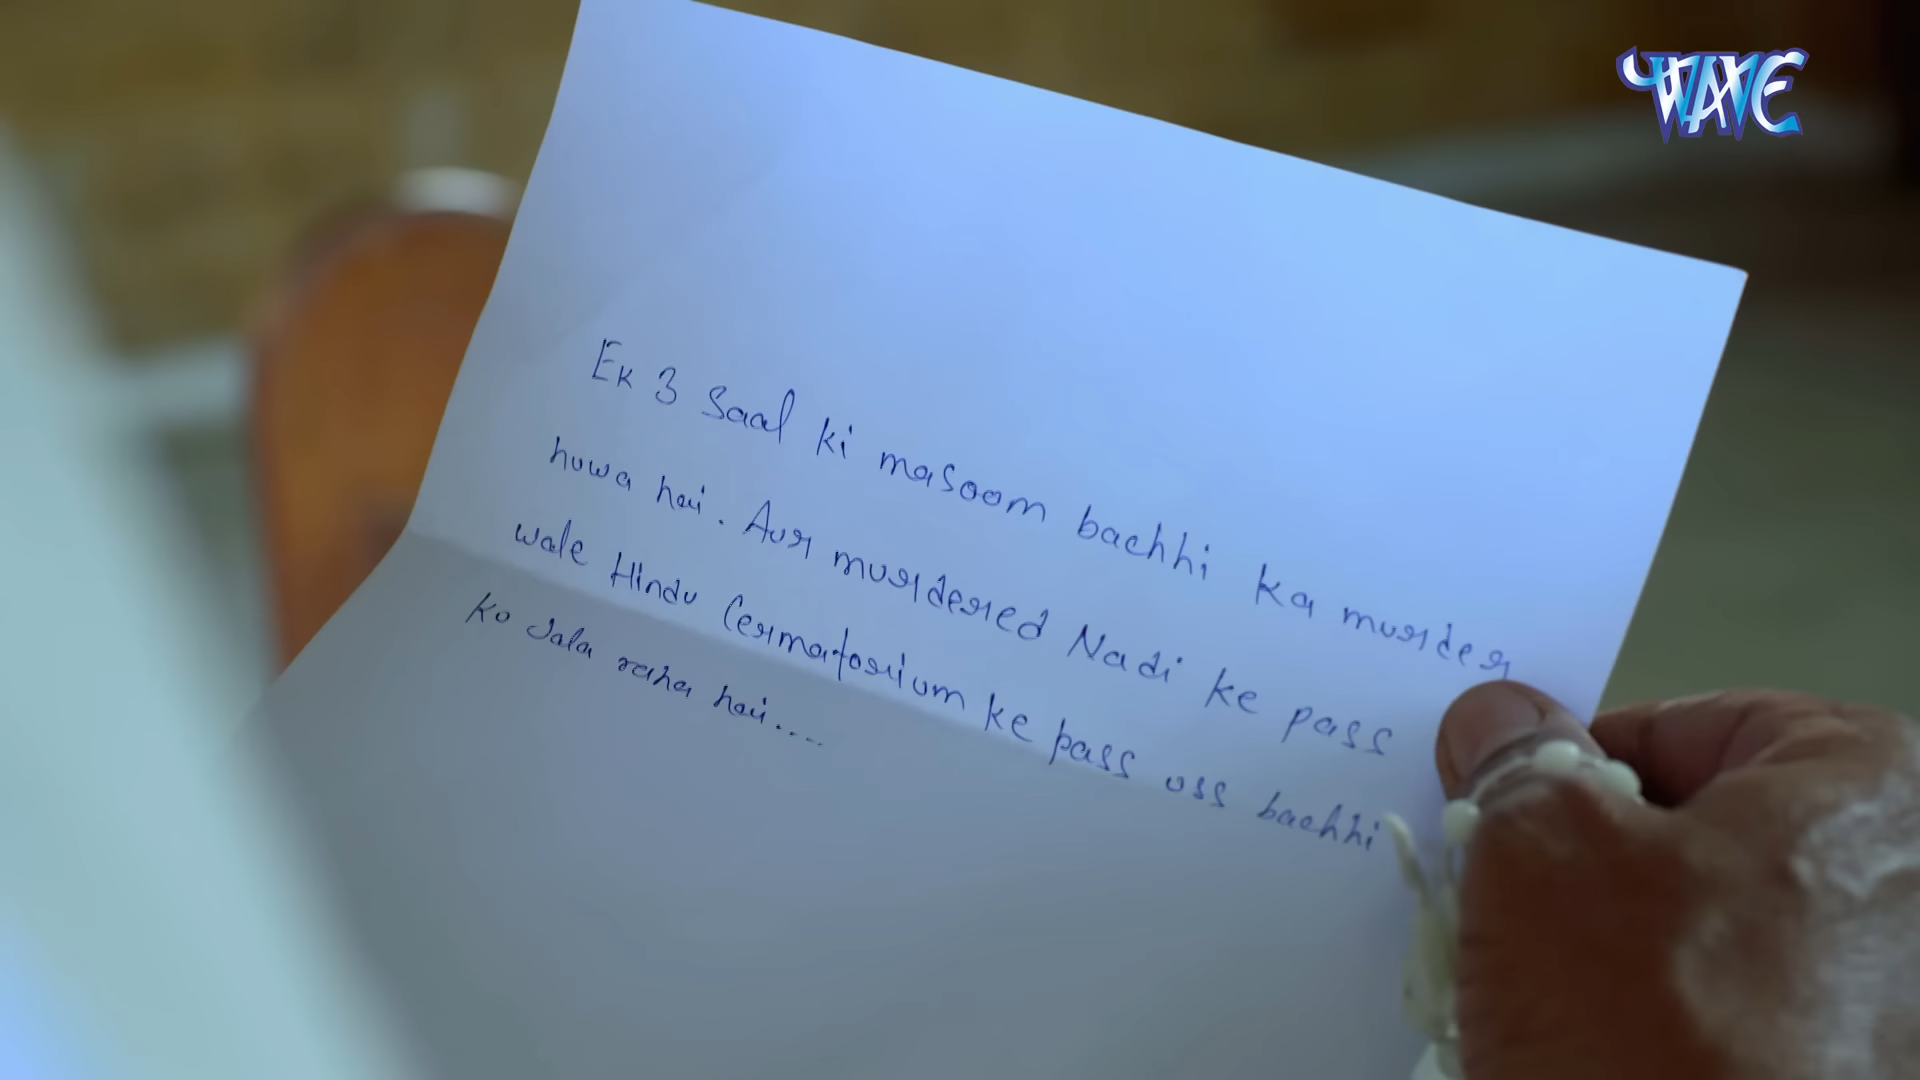 WAVE
Ek 3 Saal ki masoom bachhi ka murder
huwa hai. Aur murdered Nadi ke pass
wale Hindu Cermatorium ke pass uss bachhi
ko Jala raha hai....